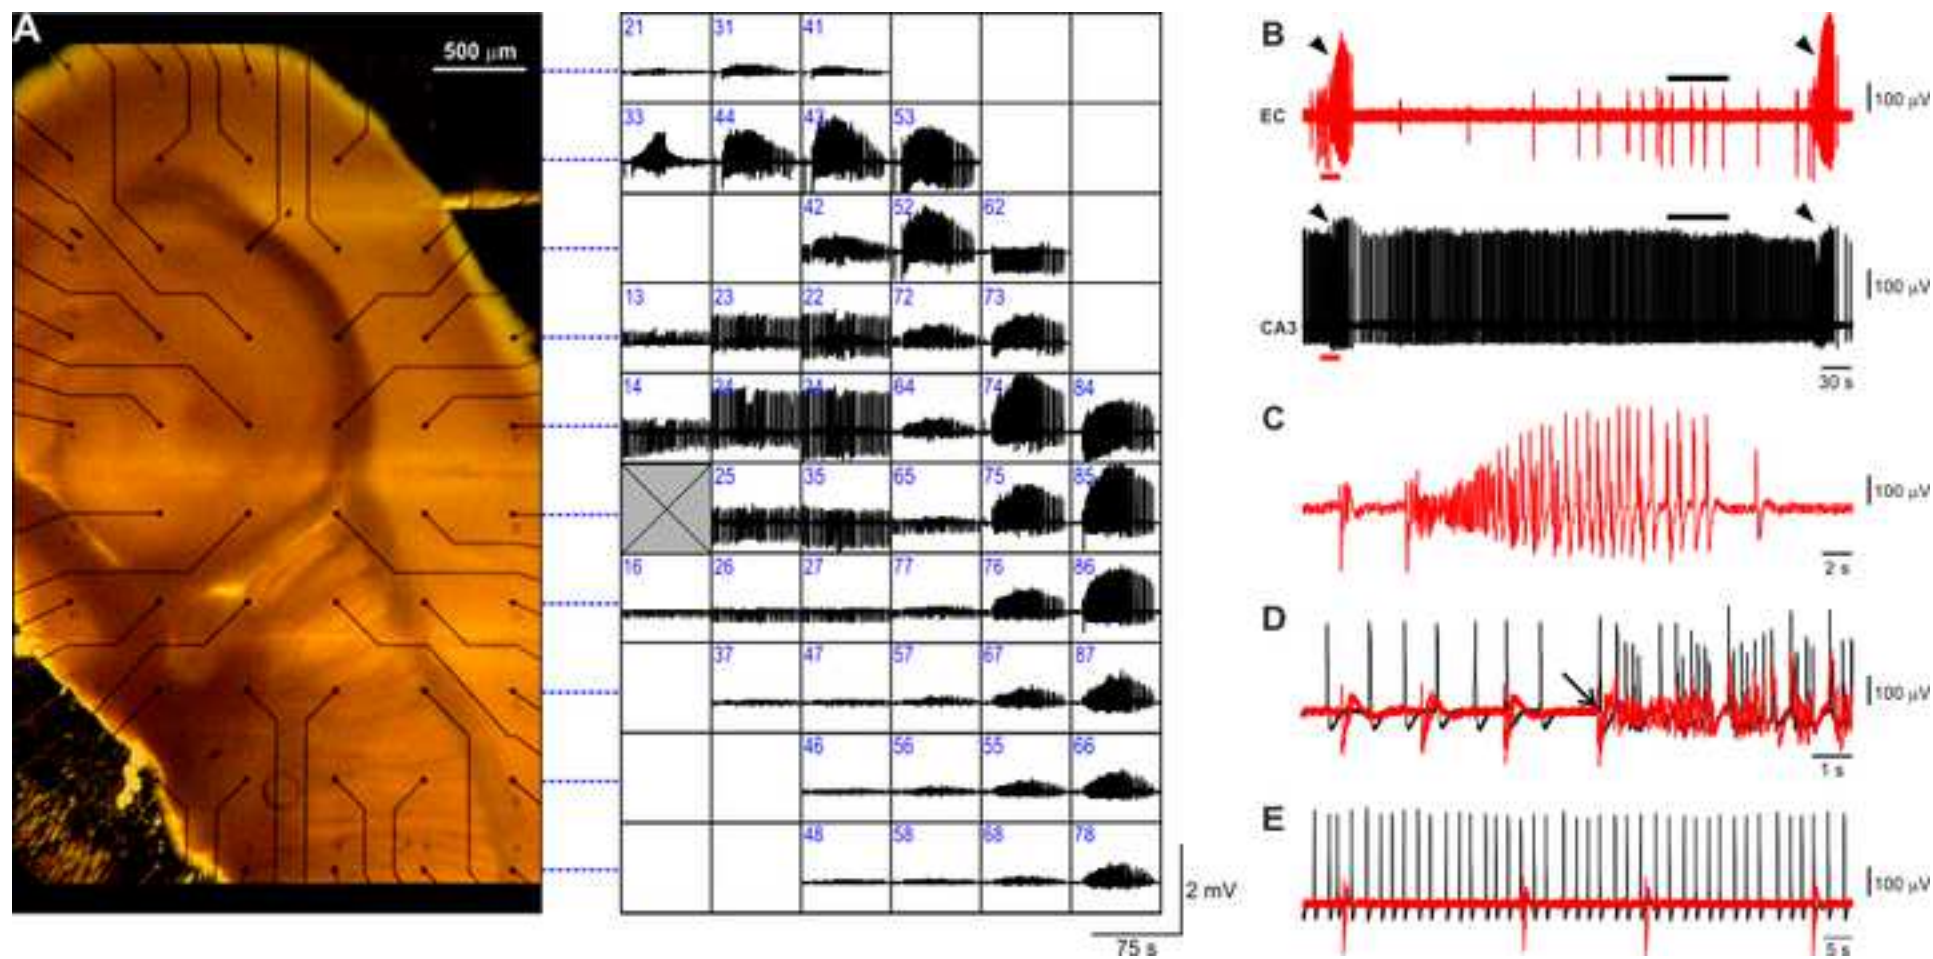 A
500 µm
21 31 41
33 44 43 53
42 52 62
13 23 22 72 73
14 24 34 64 74 84
25 35 65 75 85
16 26 27 77 76 86
37 47 57 67 87
46 56 55 66
48 58 68 78
2 mV
75 s
B
100 µV
EC
100 µV
CA3
30 s
C
100 µV
2 s
D
100 µV
1 s
E
100 µV
5 s